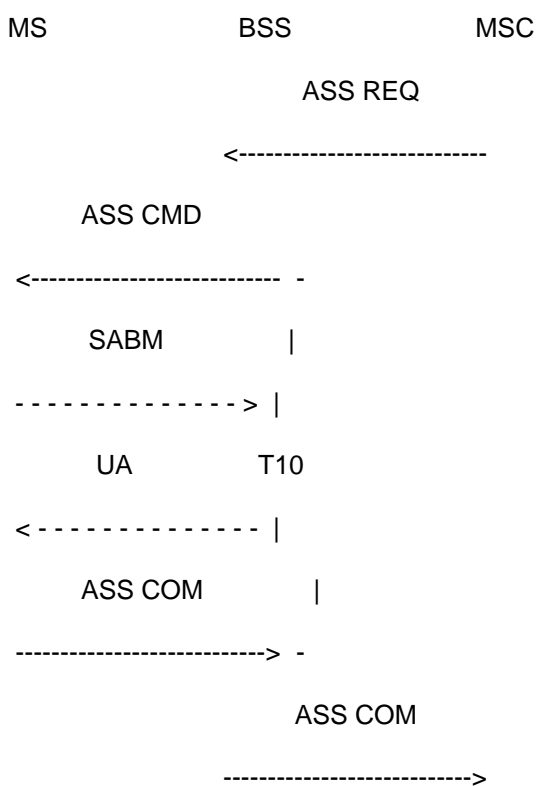 MS BSS MSC
ASS REQ
<----------------------------
ASS CMD
<---------------------------- -
SABM |
- - - - - - - - - - - - - - > |
UA T10
< - - - - - - - - - - - - - - |
ASS COM |
----------------------------> -
ASS COM
---------------------------->